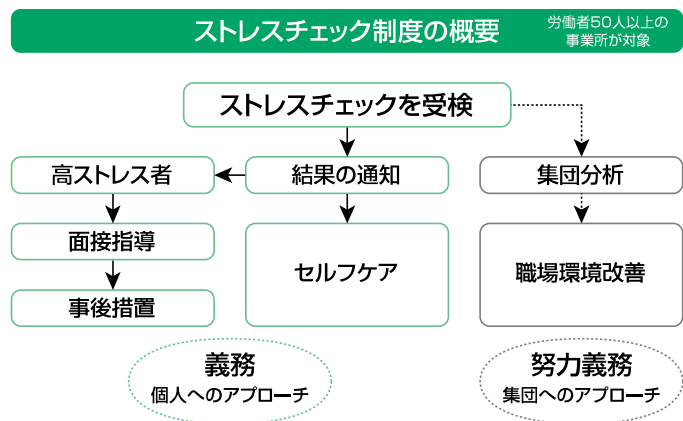 ストレスチェック制度の概要
労働者50人以上の
事業所が対象
ストレスチェックを受検
高ストレス者
結果の通知
集団分析
面接指導
セルフケア
職場環境改善
事後措置
義務
個人へのアプローチ
努力義務
集団へのアプローチ